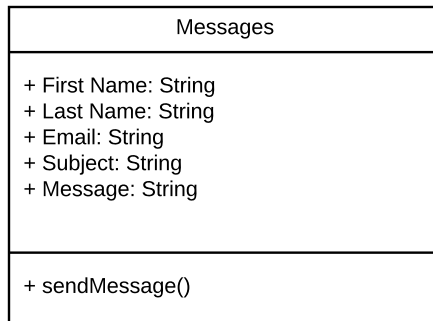 Messages
+ First Name: String
+ Last Name: String
+ Email: String
+ Subject: String
+ Message: String
+ sendMessage()